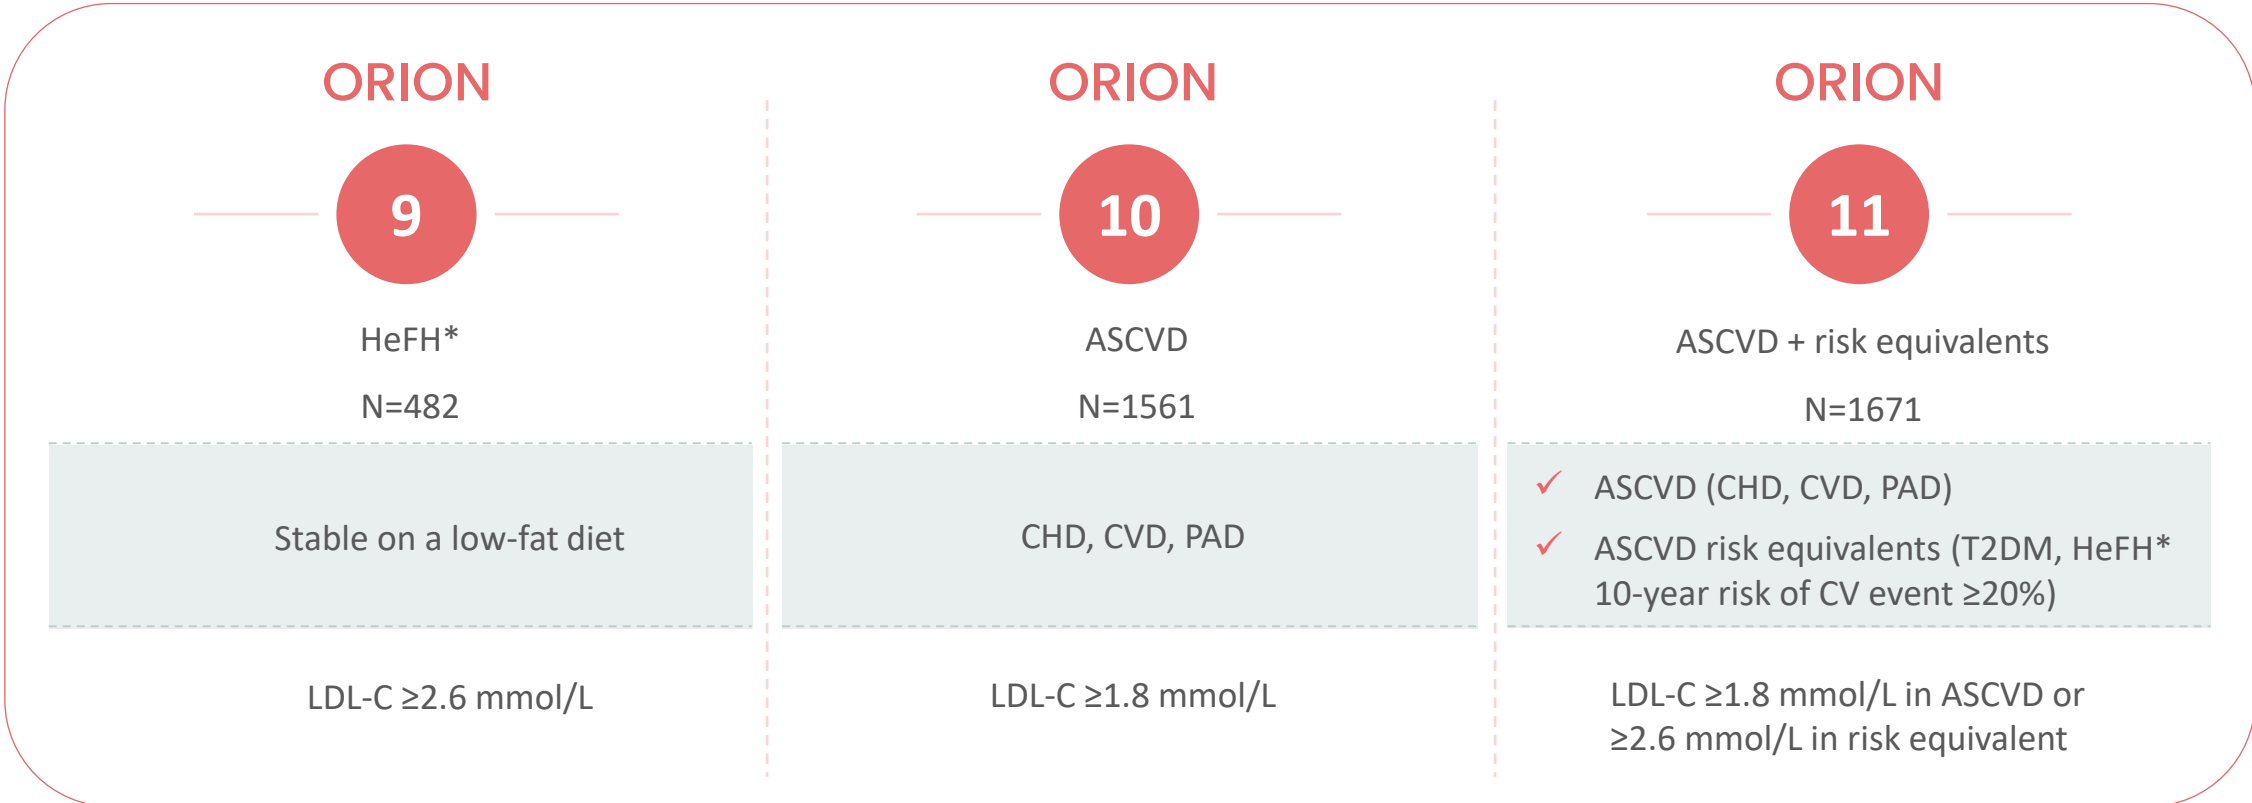 ORION
9
HeFH*
N=482
Stable on a low-fat diet
LDL-C ≥2.6 mmol/L
ORION
10
ASCVD
N=1561
CHD, CVD, PAD
LDL-C ≥1.8 mmol/L
ORION
11
ASCVD + risk equivalents
N=1671
✓ ASCVD (CHD, CVD, PAD)
✓ ASCVD risk equivalents (T2DM, HeFH*
10-year risk of CV event ≥20%)
LDL-C ≥1.8 mmol/L in ASCVD or
≥2.6 mmol/L in risk equivalent